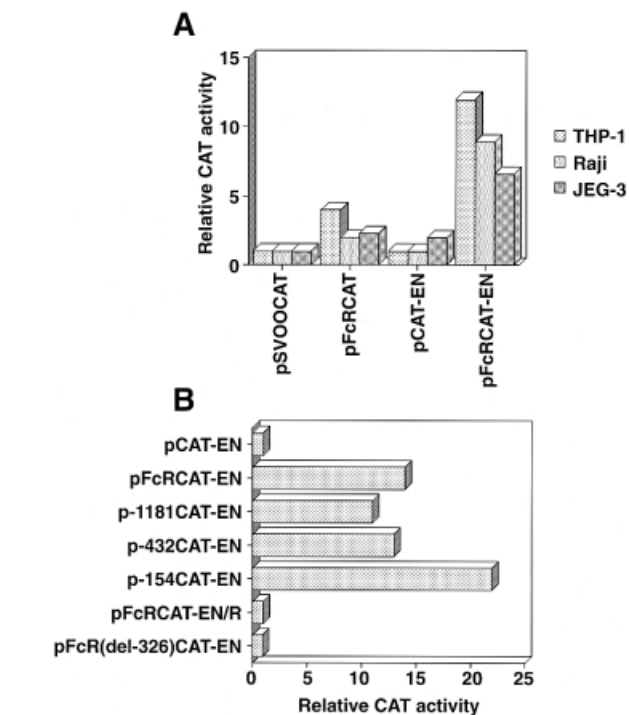 A
15
10
5
0
Relative CAT activity
pSVOOCAT
pFcRCAT
pCAT-EN
pFcRCAT-EN
THP-1
Raji
JEG-3
B
pCAT-EN
pFcRCAT-EN
p-1181CAT-EN
p-432CAT-EN
p-154CAT-EN
pFcRCAT-EN/R
pFcR(del-326)CAT-EN
0 5 10 15 20 25
Relative CAT activity